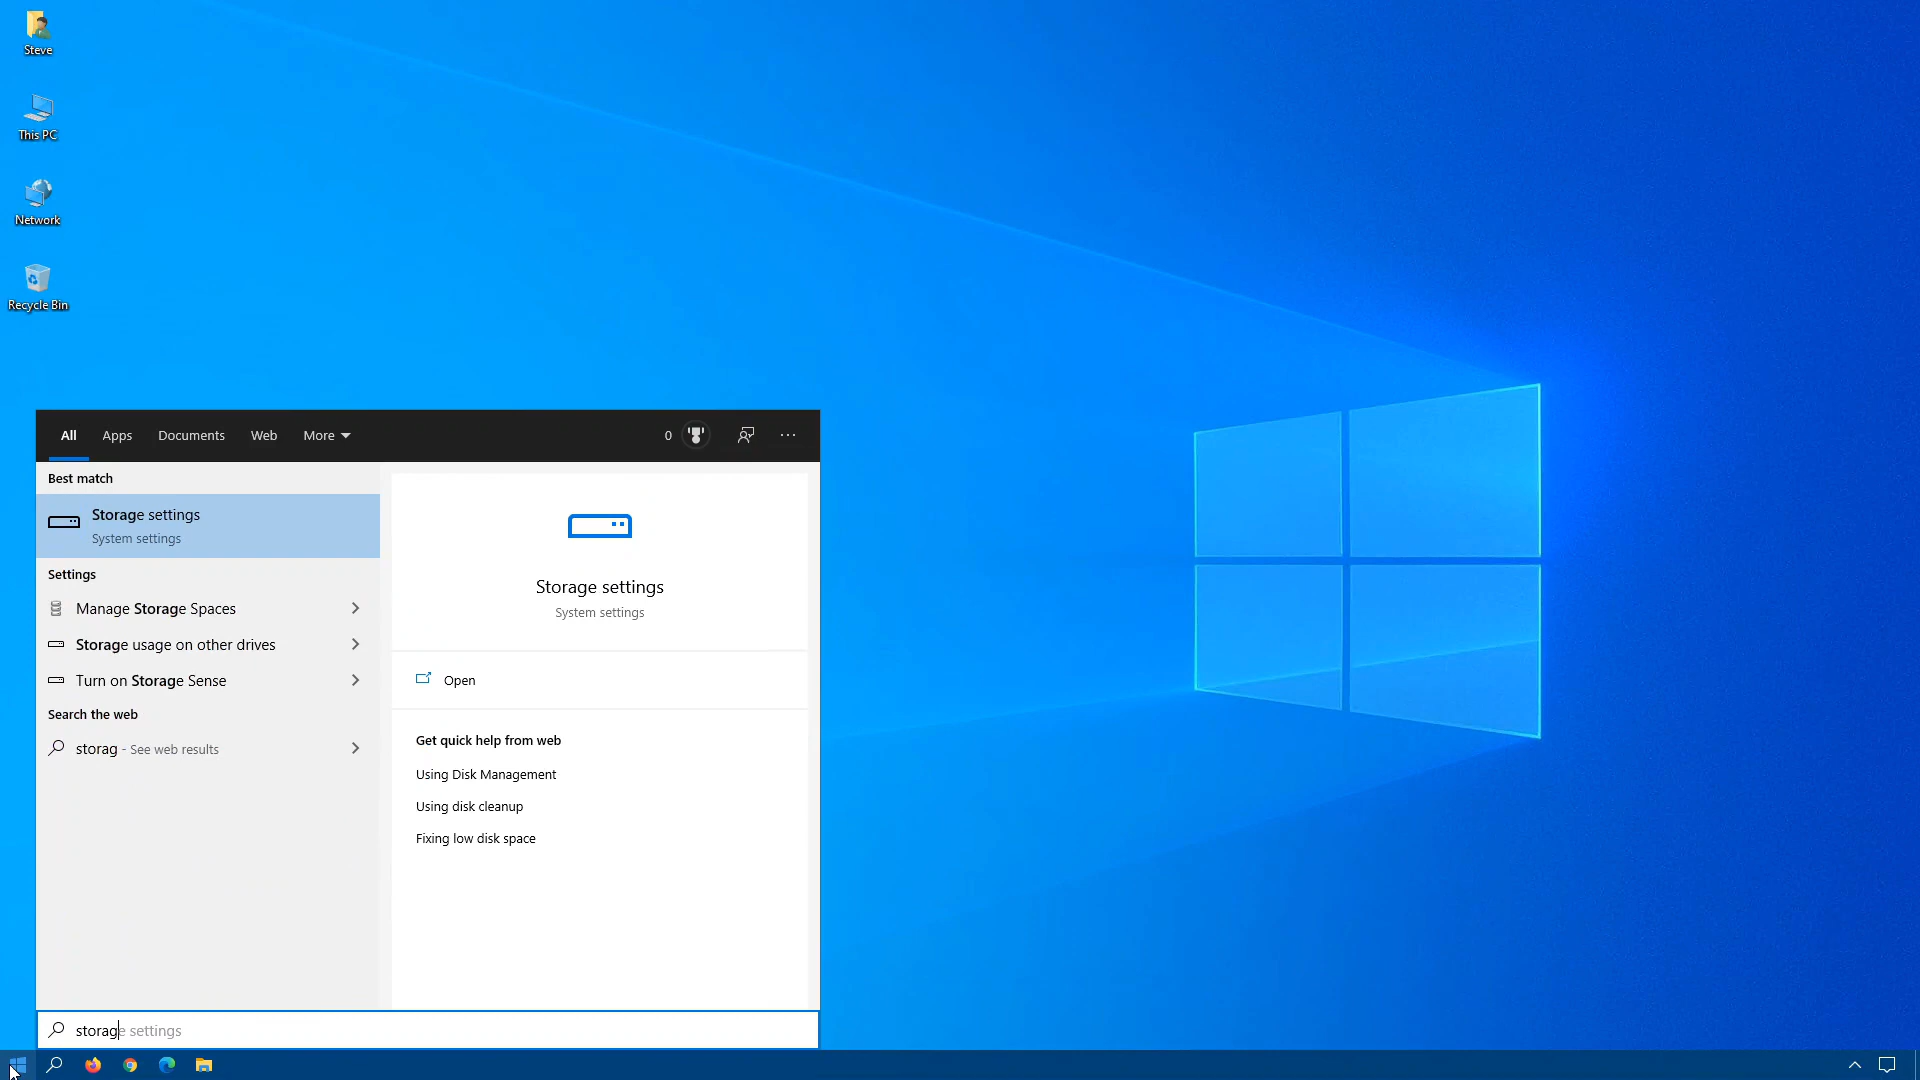 Steve
This PC
Network
Recycle Bin
All Apps Documents Web More 0 ...
Best match
Storage settings
System settings
Settings
Manage Storage Spaces
Storage usage on other drives
Turn on Storage Sense
Search the web
storag - See web results
Storage settings
System settings
Open
Get quick help from web
Using Disk Management
Using disk cleanup
Fixing low disk space
storage settings